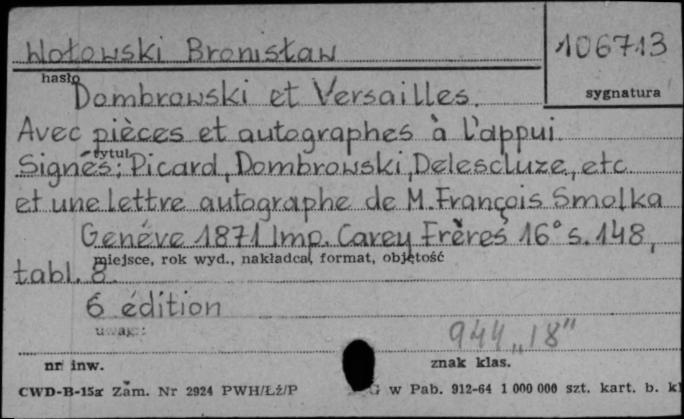 Wołowski Bronisław
106713
hasło
sygnatura
Dombrowski et Versailles.
Avec pièces et autographes à l'appui.
tytuł
Signés; Picard, Dombrowski, Delescluze, etc
et une lettre autographe de M. François Smolka
Genéve 1871 Imp. Carey Frères 16° s. 148,
miejsce, rok wyd., nakładca, format, objętość
tabl. 8.
6 édition
uwagi:
944 „18"
nr inw.
znak klas.
CWD-B-15a Zam. Nr 2924 PWH/Łż/P
G w Pab. 912-64 1 000 000 szt. kart. b. kl